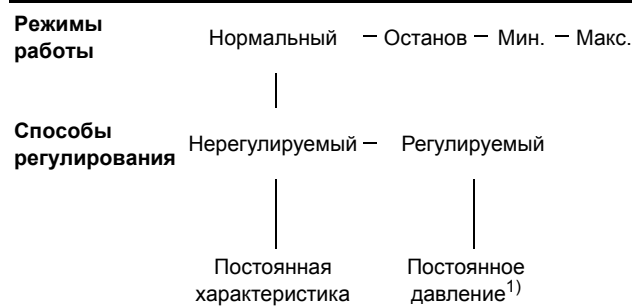 Режимы
работы
Нормальный – Останов – Мин. – Макс.
Способы
регулирования
Нерегулируемый – Регулируемый
Постоянная
характеристика
Постоянное
давление1)